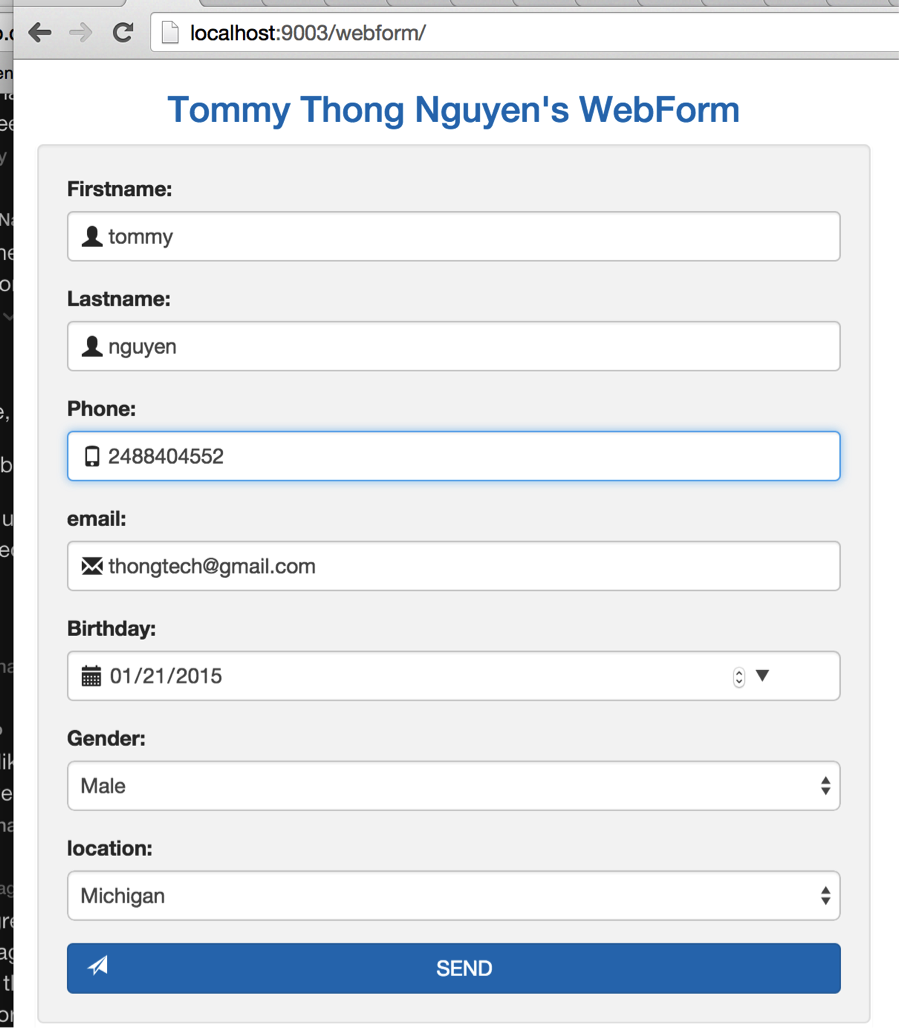 localhost:9003/webform/
Tommy Thong Nguyen's WebForm
Firstname:
tommy
Lastname:
nguyen
Phone:
2488404552
email:
thongtech@gmail.com
Birthday:
01/21/2015
Gender:
Male
location:
Michigan
SEND